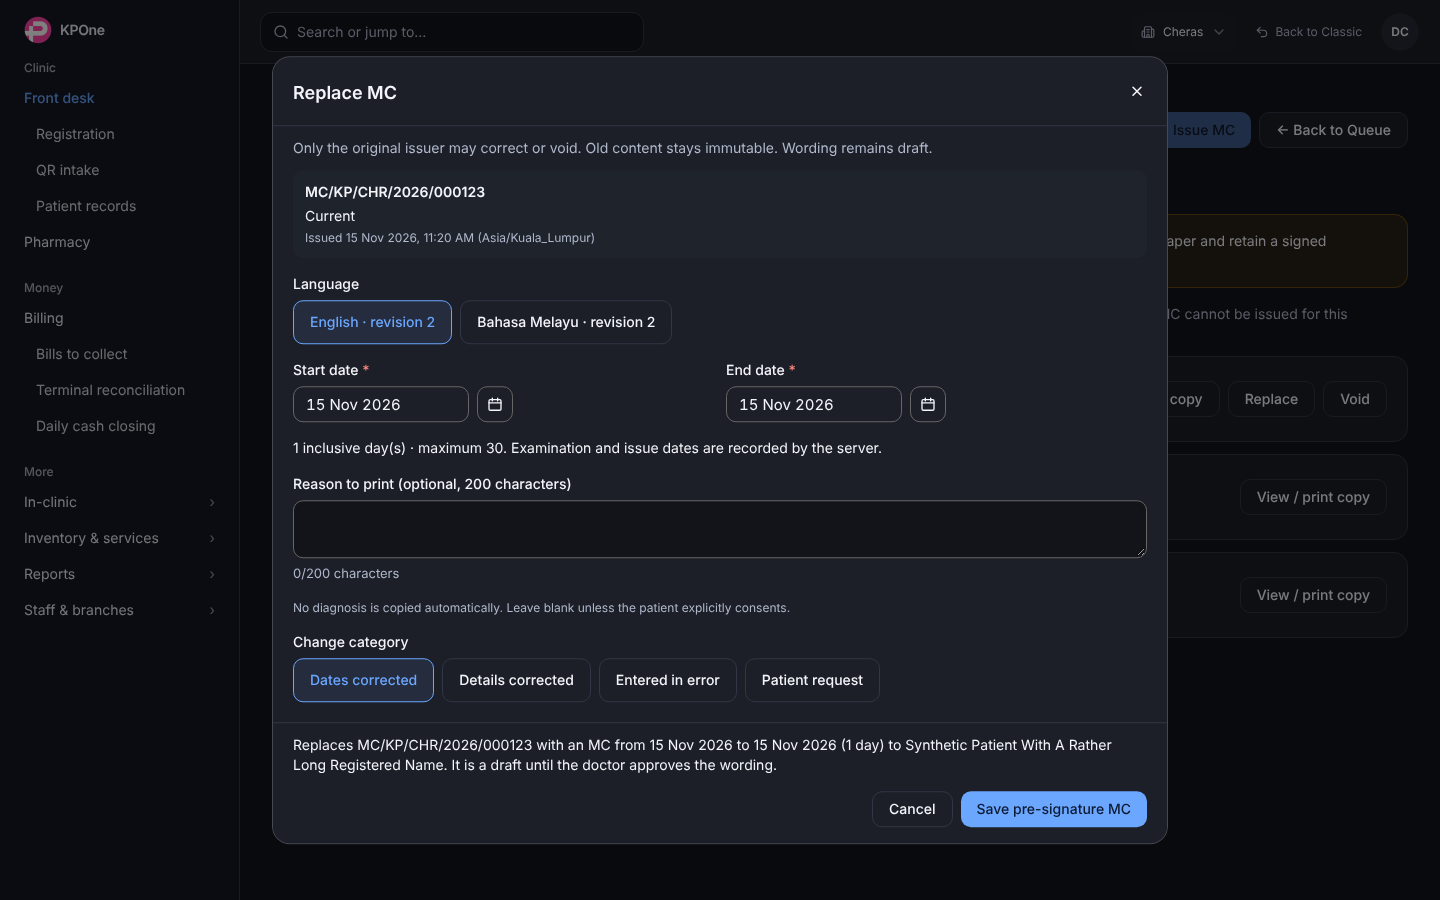 KPOne
Search or jump to...
Cheras
Back to Classic
DC
Clinic
Front desk
Registration
QR intake
Patient records
Pharmacy
Money
Billing
Bills to collect
Terminal reconciliation
Daily cash closing
More
In-clinic
Inventory & services
Reports
Staff & branches
Issue MC
← Back to Queue
aper and retain a signed
IC cannot be issued for this
copy
Replace
Void
View / print copy
View / print copy
Replace MC
Only the original issuer may correct or void. Old content stays immutable. Wording remains draft.
MC/KP/CHR/2026/000123
Current
Issued 15 Nov 2026, 11:20 AM (Asia/Kuala_Lumpur)
Language
English · revision 2
Bahasa Melayu · revision 2
Start date *
End date *
15 Nov 2026
15 Nov 2026
1 inclusive day(s) · maximum 30. Examination and issue dates are recorded by the server.
Reason to print (optional, 200 characters)
0/200 characters
No diagnosis is copied automatically. Leave blank unless the patient explicitly consents.
Change category
Dates corrected
Details corrected
Entered in error
Patient request
Replaces MC/KP/CHR/2026/000123 with an MC from 15 Nov 2026 to 15 Nov 2026 (1 day) to Synthetic Patient With A Rather
Long Registered Name. It is a draft until the doctor approves the wording.
Cancel
Save pre-signature MC